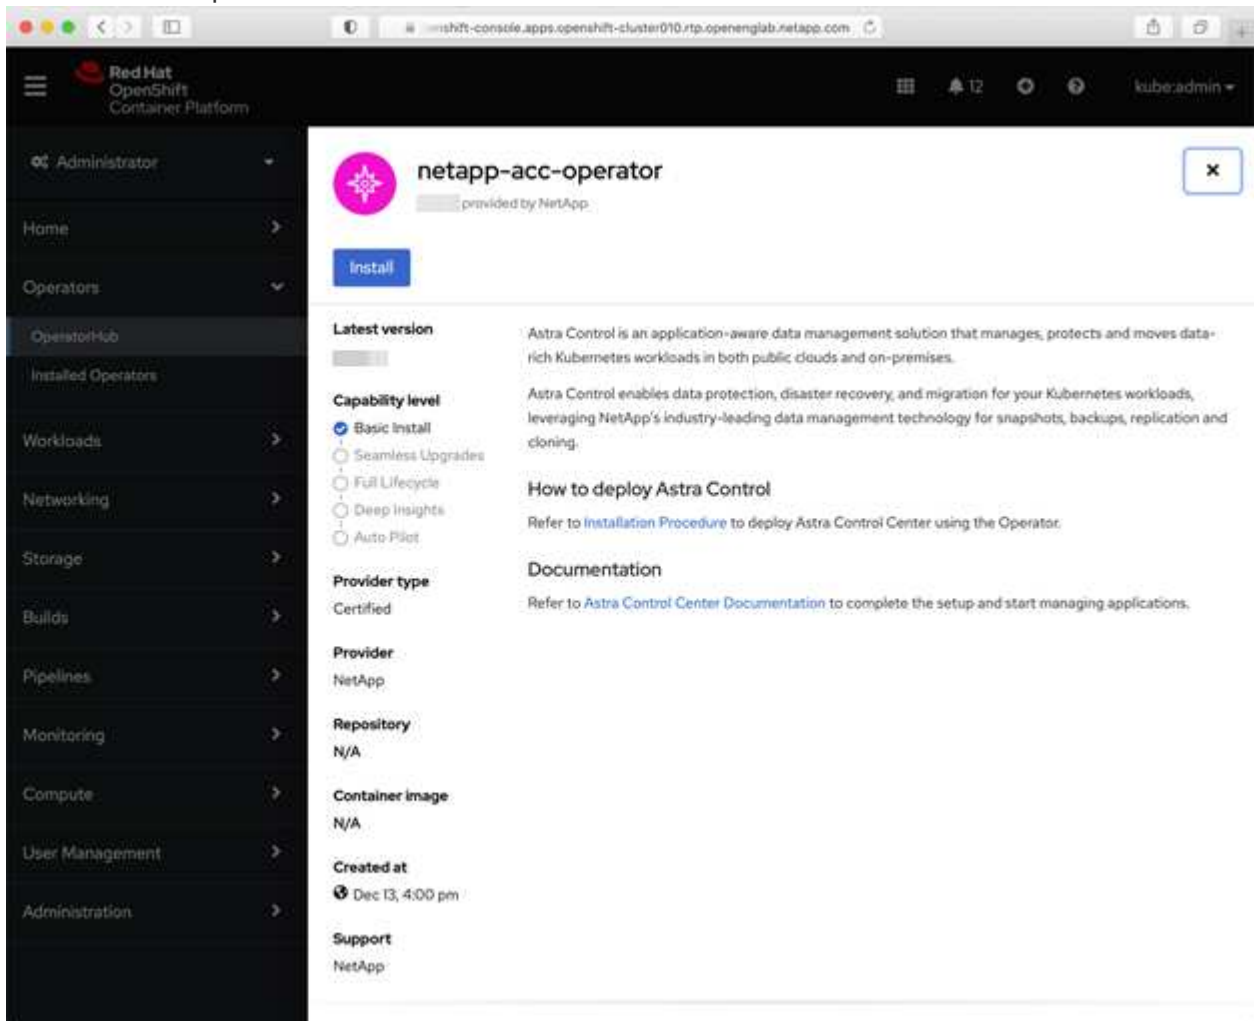 shift-console.apps.openshift-cluster010.rtp.openenglab.netapp.com
Red Hat
OpenShift
Container Platform
12
kube:admin
Administrator
Home
Operators
OperatorHub
Installed Operators
Workloads
Networking
Storage
Builds
Pipelines
Monitoring
Compute
User Management
Administration
netapp-acc-operator
provided by NetApp
Install
Latest version
Capability level
Basic Install
Seamless Upgrades
Full Lifecycle
Deep Insights
Auto Pilot
Provider type
Certified
Provider
NetApp
Repository
N/A
Container image
N/A
Created at
Dec 13, 4:00 pm
Support
NetApp
Astra Control is an application-aware data management solution that manages, protects and moves data-
rich Kubernetes workloads in both public clouds and on-premises.
Astra Control enables data protection, disaster recovery, and migration for your Kubernetes workloads,
leveraging NetApp's industry-leading data management technology for snapshots, backups, replication and
cloning.
How to deploy Astra Control
Refer to Installation Procedure to deploy Astra Control Center using the Operator.
Documentation
Refer to Astra Control Center Documentation to complete the setup and start managing applications.